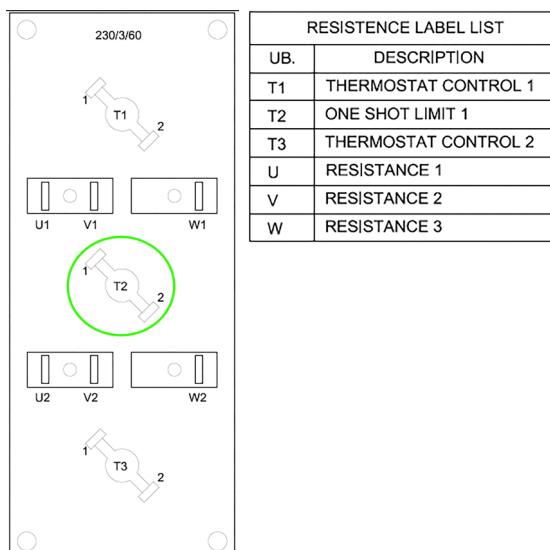 230/3/60
1
T1
2
U1 V1 W1
1
T2
2
U2 V2 W2
1
T3
2
RESISTENCE LABEL LIST
UB. DESCRIPTION
T1 THERMOSTAT CONTROL 1
T2 ONE SHOT LIMIT 1
T3 THERMOSTAT CONTROL 2
U RESISTANCE 1
V RESISTANCE 2
W RESISTANCE 3